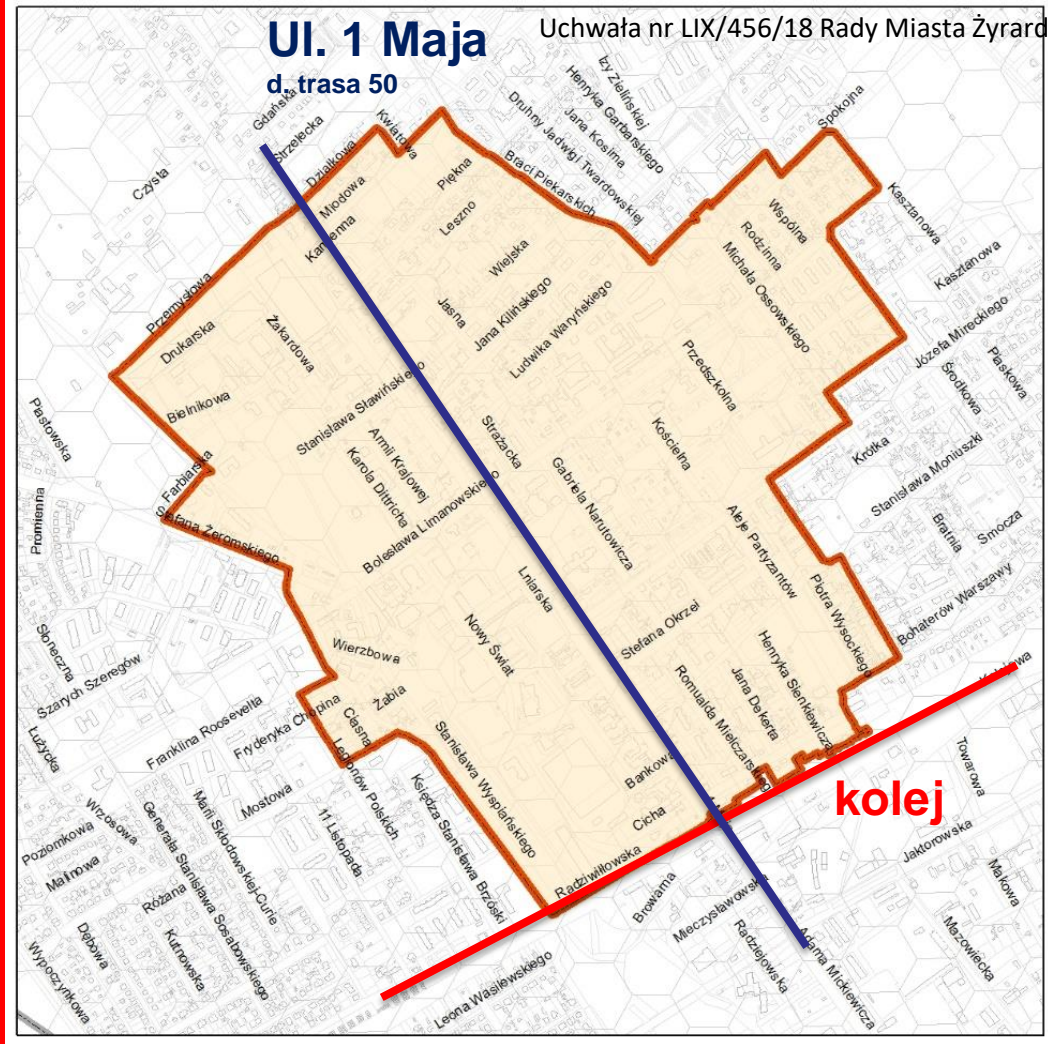 Ul. 1 Maja
d. trasa 50
Uchwała nr LIX/456/18 Rady Miasta Żyrard
Gdańska
Strzelecka
Działkowa
Kwiatowa
Czysta
Miodowa
Kamienna
Piękna
Leszno
Wiejska
Jasna
Jana Kilińskiego
Ludwika Waryńskiego
Izy Zielińskiej
Henryka Garbarskiego
Jana Kosima
Druhny Jadwigi Twardowskiej
Braci Piekarskich
Spokojna
Wspólna
Rodzinna
Michała Ossowskiego
Kasztanowa
Kasztanowa
Józefa Mireckiego
Środkowa
Piaskowa
Krótka
Stanisława Moniuszki
Bratnia
Smocza
Bohaterów Warszawy
Przemysłowa
Drukarska
Żakardowa
Bielnikowa
Stanisława Sławińskiego
Armii Krajowej
Karola Dittricha
Bolesława Limanowskiego
Strażacka
Gabriela Narutowicza
Przedszkolna
Kościelna
Aleje Partyzantów
Piotra Wysockiego
Piastowska
Promienna
Farbiarska
Stefana Żeromskiego
Lniarska
Nowy Świat
Stefana Okrzei
Henryka Sienkiewicza
Jana Dekerta
Romualda Mielczarskiego
Wierzbowa
Żabia
Ciasna
Słoneczna
Szarych Szeregów
Łużycka
Franklina Roosevelta
Fryderyka Chopina
Legionów Polskich
Stanisława Wyspiańskiego
Bankowa
Cicha
Radziwiłłowska
kolej
Towarowa
Jaktorowska
Makowa
Mazowiecka
Poziomkowa
Malinowa
Wrzosowa
Generała Stanisława Sosabowskiego
Marii Skłodowskiej-Curie
Mostowa
11 Listopada
Księdza Stanisława Brzóski
Różana
Dębowa
Kutnowska
Wypoczynkowa
Browarna
Mieczysławowska
Radziejowska
Adama Mickiewicza
Leona Wasilewskiego